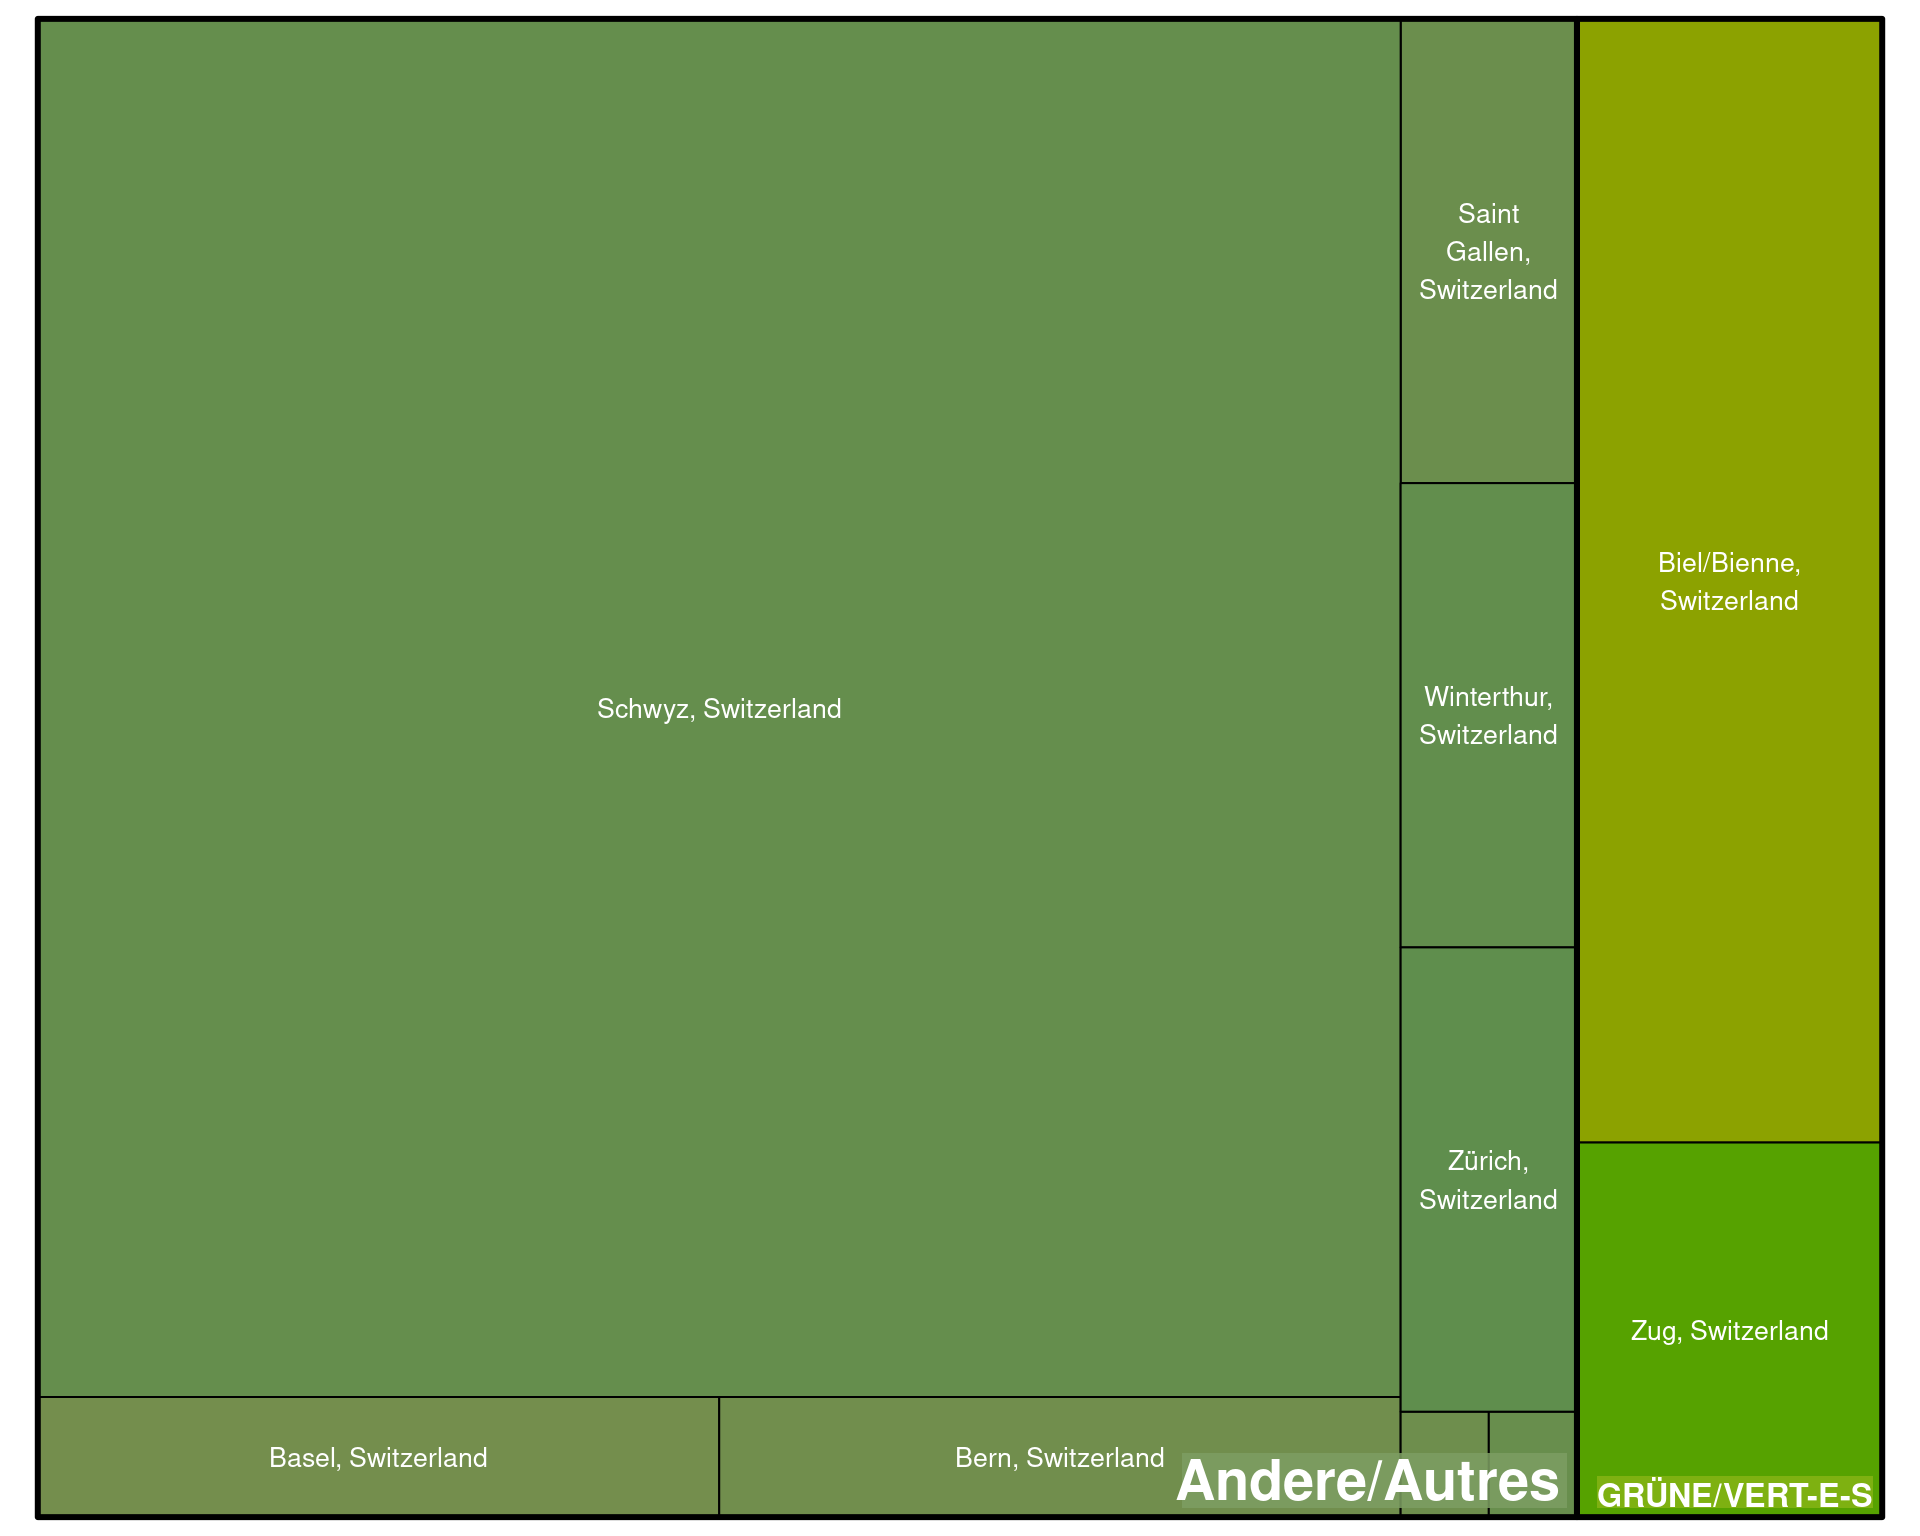 Saint
Gallen,
Switzerland
Biel/Bienne,
Switzerland
Schwyz, Switzerland
Winterthur,
Switzerland
Zürich,
Switzerland
Zug, Switzerland
Basel, Switzerland
Bern, Switzerland
Andere/Autres
GRÜNE/VERT-E-S